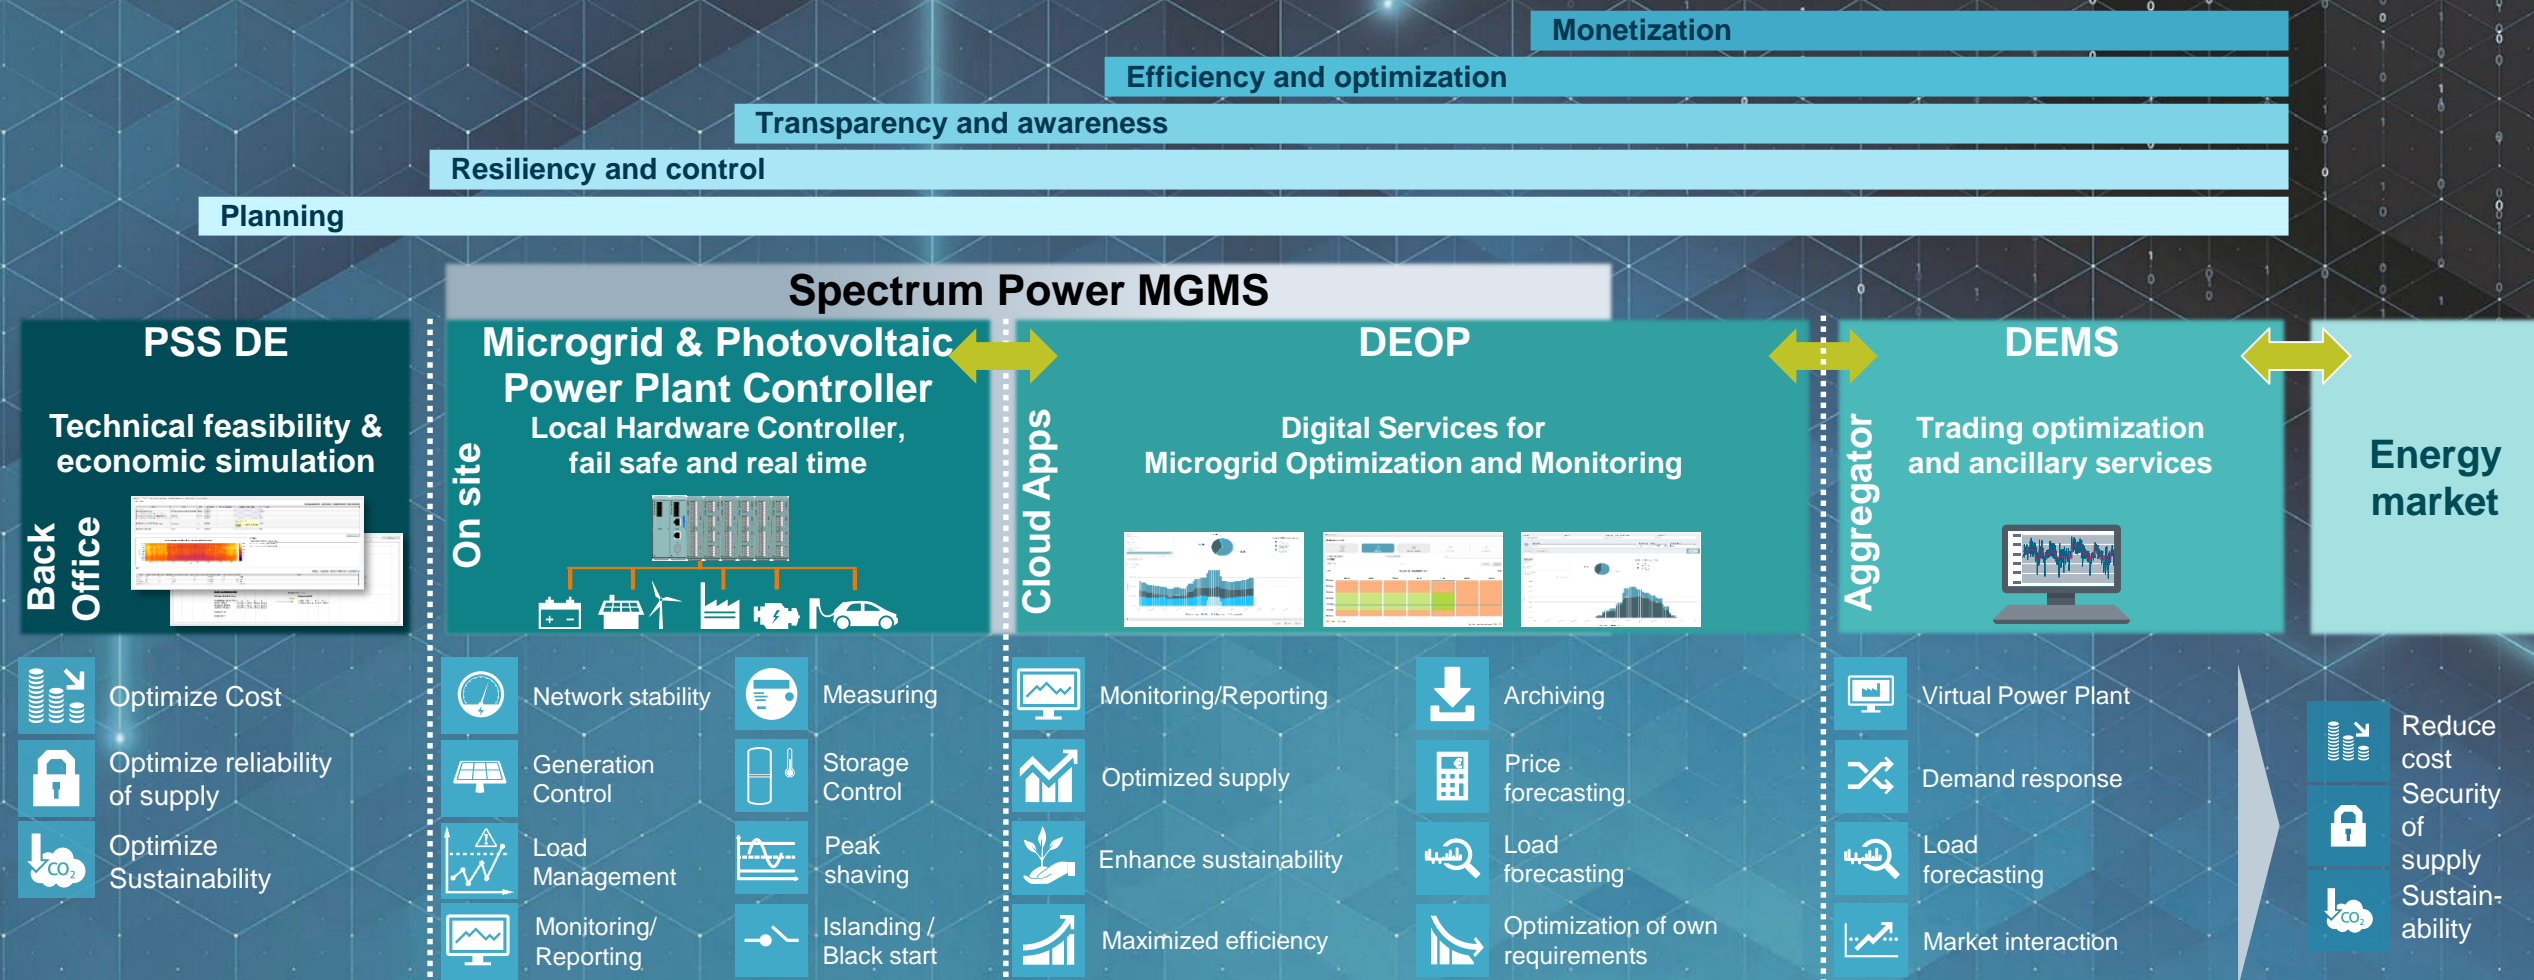 Monetization
Efficiency and optimization
Transparency and awareness
Resiliency and control
Planning
Spectrum Power MGMS
PSS DE
Technical feasibility &
economic simulation
Back
Office
Microgrid & Photovoltaic
Power Plant Controller
Local Hardware Controller,
fail safe and real time
On site
DEOP
Digital Services for
Microgrid Optimization and Monitoring
Cloud Apps
DEMS
Trading optimization
and ancillary services
Aggregator
Energy
market
Optimize Cost
Optimize reliability
of supply
CO2
Optimize
Sustainability
Network stability
Generation
Control
Load
Management
Monitoring/
Reporting
Measuring
Storage
Control
Peak
shaving
Islanding /
Black start
Monitoring/Reporting
Optimized supply
Enhance sustainability
Maximized efficiency
Archiving
Price
forecasting
Load
forecasting
Optimization of own
requirements
Virtual Power Plant
Demand response
Load
forecasting
Market interaction
Reduce
cost
Security
of
supply
CO2
Sustain-
ability